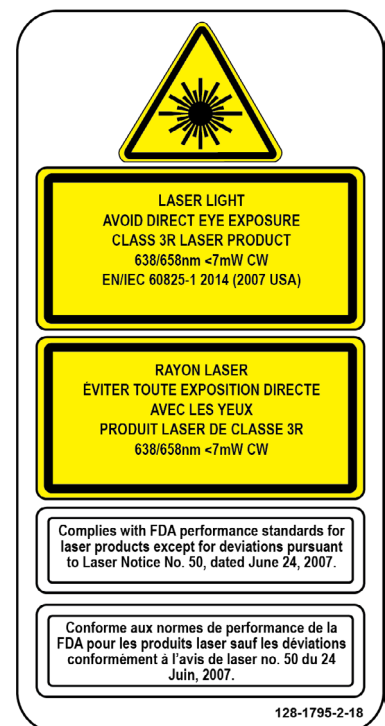 LASER LIGHT
AVOID DIRECT EYE EXPOSURE
CLASS 3R LASER PRODUCT
638/658nm <7mW CW
EN/IEC 60825-1 2014 (2007 USA)
RAYON LASER
ÉVITER TOUTE EXPOSITION DIRECTE
AVEC LES YEUX
PRODUIT LASER DE CLASSE 3R
638/658nm <7mW CW
Complies with FDA performance standards for
laser products except for deviations pursuant
to Laser Notice No. 50, dated June 24, 2007.
Conforme aux normes de performance de la
FDA pour les produits laser sauf les déviations
conformément à l'avis de laser no. 50 du 24
Juin, 2007.
128-1795-2-18